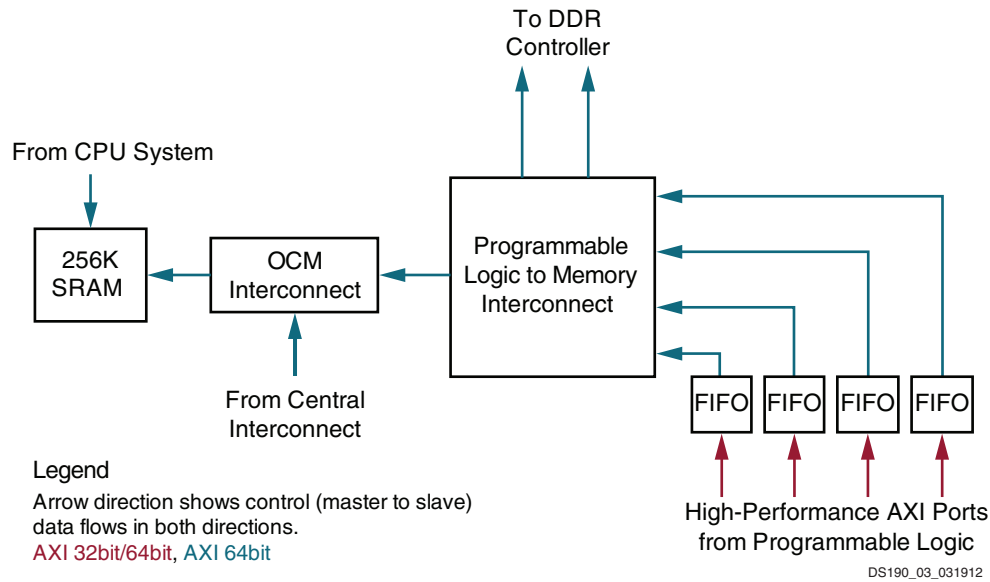 To DDR
Controller
From CPU System
256K
SRAM
OCM
Interconnect
Programmable
Logic to Memory
Interconnect
From Central
Interconnect
FIFO
FIFO
FIFO
FIFO
High-Performance AXI Ports
from Programmable Logic
Legend
Arrow direction shows control (master to slave)
data flows in both directions.
AXI 32bit/64bit, AXI 64bit
DS190_03_031912